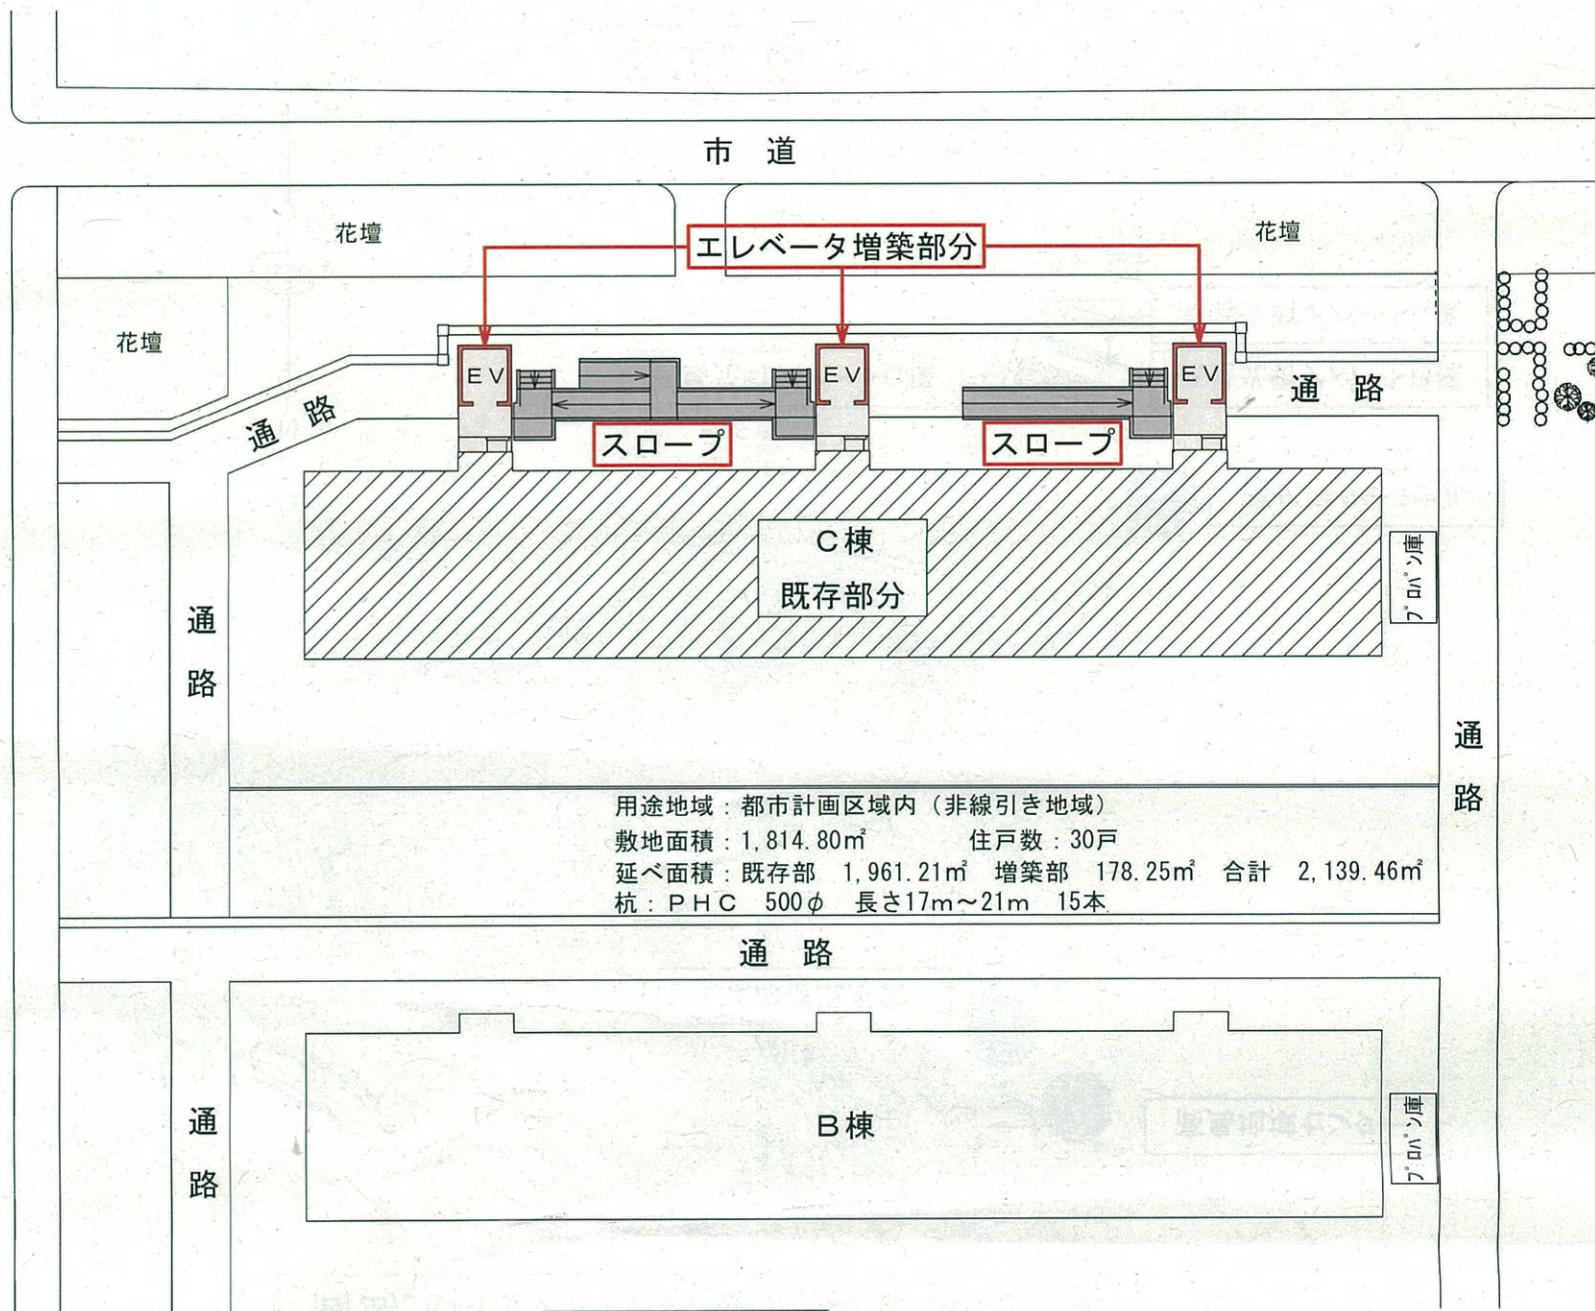 市道
花壇
エレベータ増築部分
花壇
花壇
EV
EV
EV
通路
通路
スロープ
スロープ
C棟
既存部分
プロパン庫
通路
通路
用途地域：都市計画区域内（非線引き地域）
敷地面積：1,814.80㎡　住戸数：30戸
延べ面積：既存部　1,961.21㎡　増築部　178.25㎡　合計　2,139.46㎡
杭：PHC　500φ　長さ17m～21m　15本
通路
通路
B棟
プロパン庫